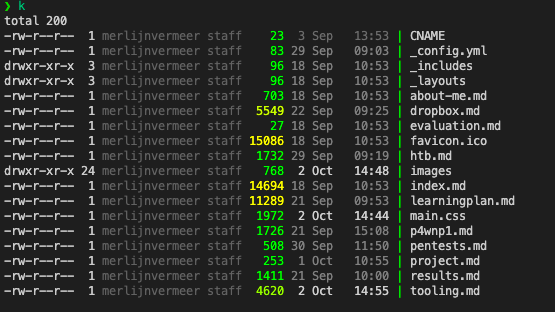 ❯ k
total 200
-rw-r--r--  1 merlijnvermeer staff    23  3 Sep  13:53 | CNAME
-rw-r--r--  1 merlijnvermeer staff    83 29 Sep  09:03 | _config.yml
drwxr-xr-x  3 merlijnvermeer staff    96 18 Sep  10:53 | _includes
drwxr-xr-x  3 merlijnvermeer staff    96 18 Sep  10:53 | _layouts
-rw-r--r--  1 merlijnvermeer staff   703 18 Sep  10:53 | about-me.md
-rw-r--r--  1 merlijnvermeer staff  5549 22 Sep  09:25 | dropbox.md
-rw-r--r--  1 merlijnvermeer staff    27 18 Sep  10:53 | evaluation.md
-rw-r--r--  1 merlijnvermeer staff 15086 18 Sep  10:53 | favicon.ico
-rw-r--r--  1 merlijnvermeer staff  1732 29 Sep  09:19 | htb.md
drwxr-xr-x 24 merlijnvermeer staff   768  2 Oct  14:48 | images
-rw-r--r--  1 merlijnvermeer staff 14694 18 Sep  10:53 | index.md
-rw-r--r--  1 merlijnvermeer staff 11289 21 Sep  09:53 | learningplan.md
-rw-r--r--  1 merlijnvermeer staff  1972  2 Oct  14:44 | main.css
-rw-r--r--  1 merlijnvermeer staff  1726 21 Sep  15:08 | p4wnp1.md
-rw-r--r--  1 merlijnvermeer staff   508 30 Sep  11:50 | pentests.md
-rw-r--r--  1 merlijnvermeer staff   253  1 Oct  10:55 | project.md
-rw-r--r--  1 merlijnvermeer staff  1411 21 Sep  10:00 | results.md
-rw-r--r--  1 merlijnvermeer staff  4620  2 Oct  14:55 | tooling.md